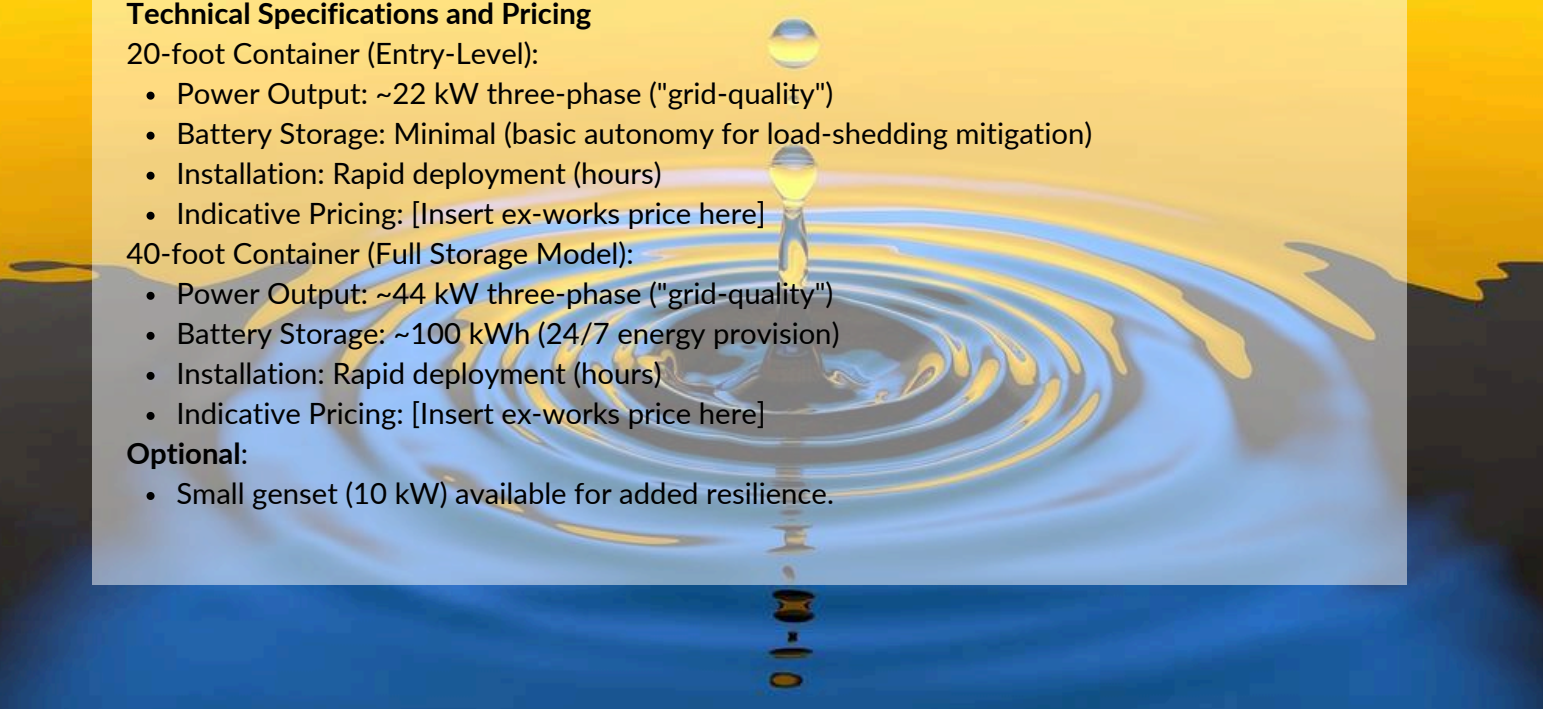 Technical Specifications and Pricing
20-foot Container (Entry-Level):
• Power Output: ~22 kW three-phase ("grid-quality")
• Battery Storage: Minimal (basic autonomy for load-shedding mitigation)
• Installation: Rapid deployment (hours)
• Indicative Pricing: [Insert ex-works price here]
40-foot Container (Full Storage Model):
• Power Output: ~44 kW three-phase ("grid-quality")
• Battery Storage: ~100 kWh (24/7 energy provision)
• Installation: Rapid deployment (hours)
• Indicative Pricing: [Insert ex-works price here]
Optional:
• Small genset (10 kW) available for added resilience.